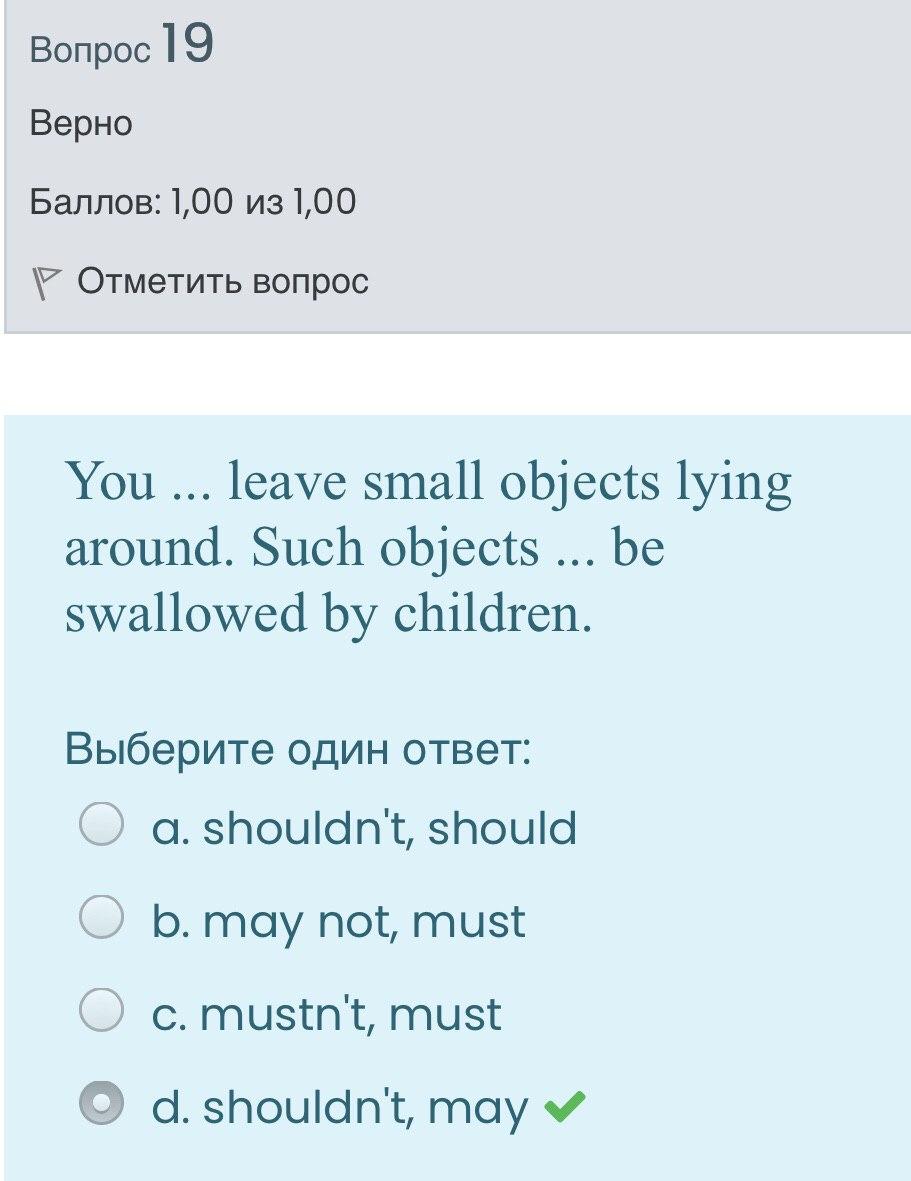 Вопрос 19
Верно
Баллов: 1,00 из 1,00
Отметить вопрос
You ... leave small objects lying
around. Such objects ... be
swallowed by children.
Выберите один ответ:
a. shouldn't, should
b. may not, must
c. mustn't, must
d. shouldn't, may